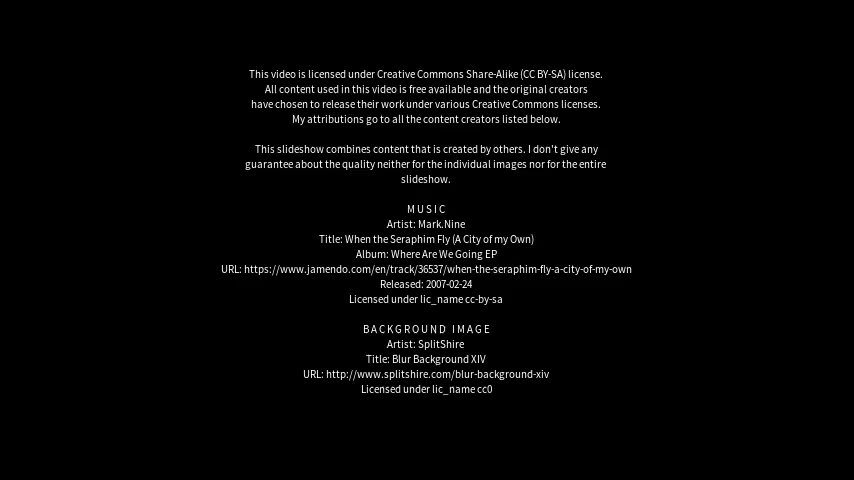 This video is licensed under Creative Commons Share-Alike (CC BY-SA) license.
All content used in this video is free available and the original creators
have chosen to release their work under various Creative Commons licenses.
My attributions go to all the content creators listed below.
This slideshow combines content that is created by others. I don't give any
guarantee about the quality neither for the individual images nor for the entire
slideshow.
MUSIC
Artist: Mark.Nine
Title: When the Seraphim Fly (A City of my Own)
Album: Where Are We Going EP
URL: https://www.jamendo.com/en/track/36537/when-the-seraphim-fly-a-city-of-my-own
Released: 2007-02-24
Licensed under lic_name cc-by-sa
BACKGROUND IMAGE
Artist: SplitShire
Title: Blur Background XIV
URL: http://www.splitshire.com/blur-background-xiv
Licensed under lic_name cc0